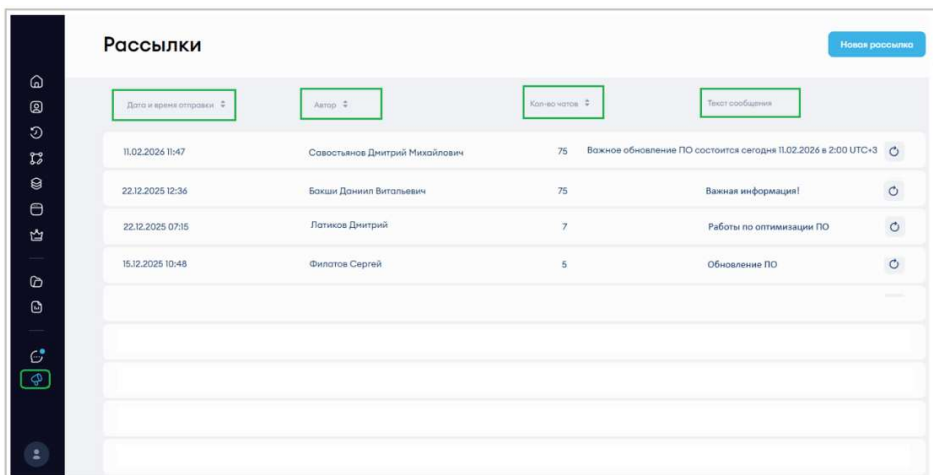 Рассылки
Новая рассылка
Дата и время отправки Автор Кол-во чатов Текст сообщения
11.02.2026 11:47 Савостьянов Дмитрий Михайлович 75 Важное обновление ПО состоится сегодня 11.02.2026 в 2:00 UTC+3
22.12.2025 12:36 Бакши Даниил Витальевич 75 Важная информация!
22.12.2025 07:15 Латиков Дмитрий 7 Работы по оптимизации ПО
15.12.2025 10:48 Филатов Сергей 5 Обновление ПО